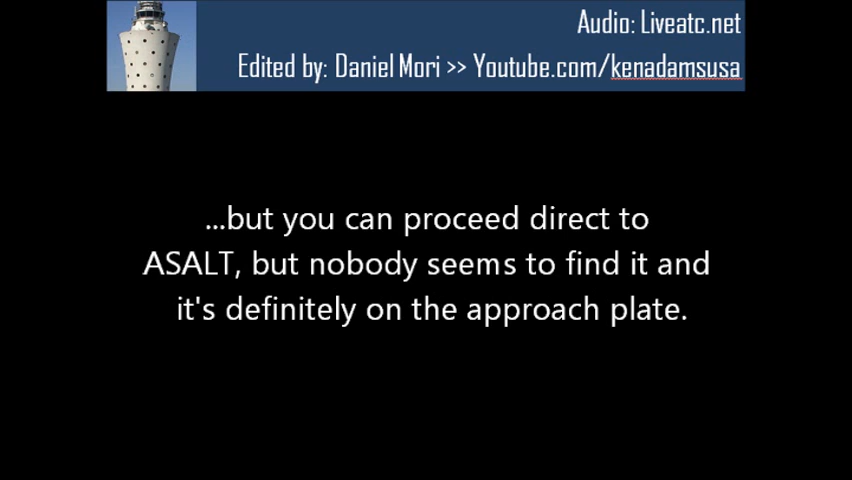 Audio: Liveatc.net
Edited by: Daniel Mori >> Youtube.com/kenadamsusa
...but you can proceed direct to
ASALT, but nobody seems to find it and
it's definitely on the approach plate.